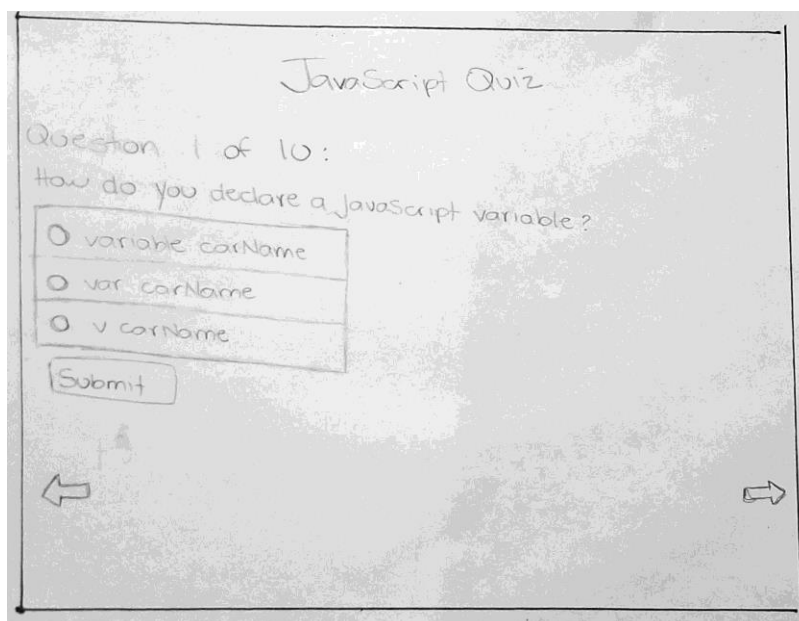 JavaScript Quiz
Question 1 of 10:
How do you declare a JavaScript variable?
variable carName
var carName
v carName
Submit